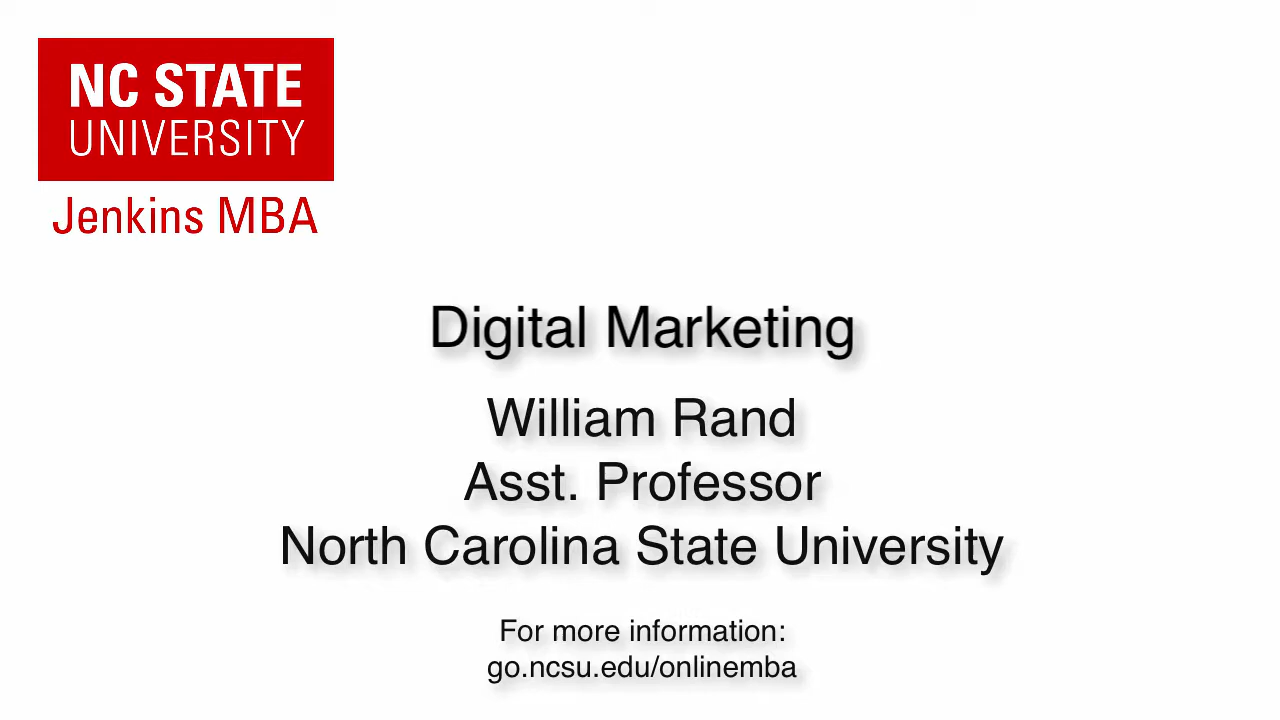 NC STATE
UNIVERSITY
Jenkins MBA
Digital Marketing
William Rand
Asst. Professor
North Carolina State University
For more information:
go.ncsu.edu/onlinemba